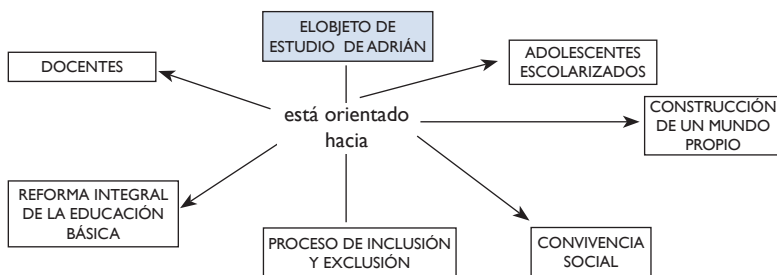 ELOBJETO DE
ESTUDIO DE ADRIÁN
DOCENTES
ADOLESCENTES
ESCOLARIZADOS
está orientado
hacia
CONSTRUCCIÓN
DE UN MUNDO
PROPIO
REFORMA INTEGRAL
DE LA EDUCACIÓN
BÁSICA
PROCESO DE INCLUSIÓN
Y EXCLUSIÓN
CONVIVENCIA
SOCIAL